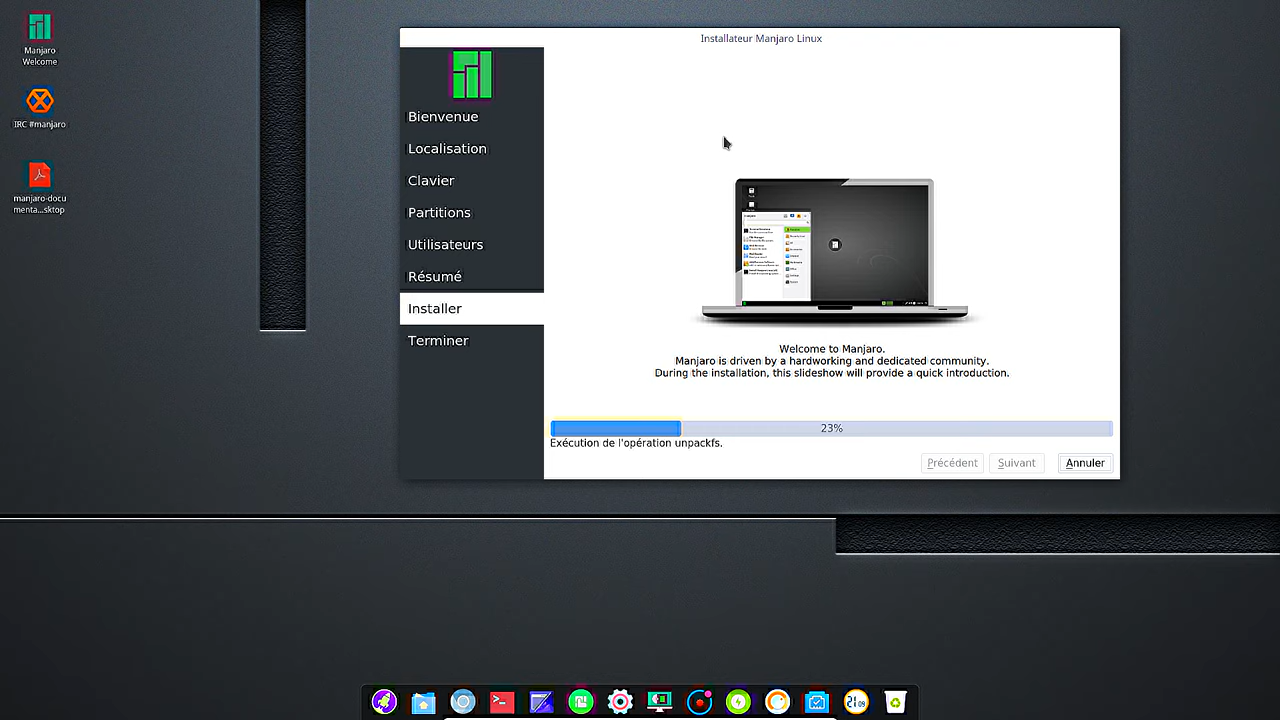 Manjaro
Welcome
IRC #manjaro
manjaro-docu
menta...sktop
Installateur Manjaro Linux
Bienvenue
Localisation
Clavier
Partitions
Utilisateurs
Résumé
Installer
Terminer
Welcome to Manjaro.
Manjaro is driven by a hardworking and dedicated community.
During the installation, this slideshow will provide a quick introduction.
23%
Exécution de l'opération unpackfs.
Précédent
Suivant
Annuler
21 09